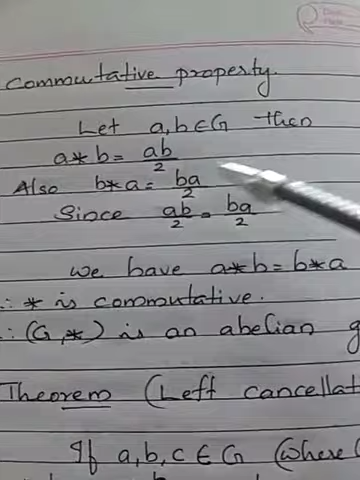 commutative property.
Let a, b ∈ G then
a * b = ab/2
Also b * a = ba/2
Since ab/2 = ba/2
we have a * b = b * a
∴ * is commutative.
∴ (G, *) is an abelian g
Theorem (Left cancellat
If a, b, c ∈ G (where